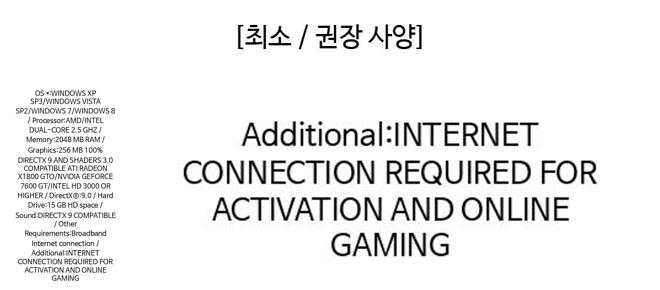 [최소 / 권장 사양]
OS *:WINDOWS XP
SP3/WINDOWS VISTA
SP2/WINDOWS 7/WINDOWS 8
/ Processor:AMD/INTEL
DUAL-CORE 2.5 GHZ /
Memory:2048 MB RAM /
Graphics:256 MB 100%
DIRECTX 9 AND SHADERS 3.0
COMPATIBLE ATI RADEON
X1800 GTO/NVIDIA GEFORCE
7600 GT/INTEL HD 3000 OR
HIGHER / DirectX®:9.0 / Hard
Drive:15 GB HD space /
Sound:DIRECTX 9 COMPATIBLE
/ Other
Requirements:Broadband
Internet connection /
Additional:INTERNET
CONNECTION REQUIRED FOR
ACTIVATION AND ONLINE
GAMING
Additional:INTERNET
CONNECTION REQUIRED FOR
ACTIVATION AND ONLINE
GAMING